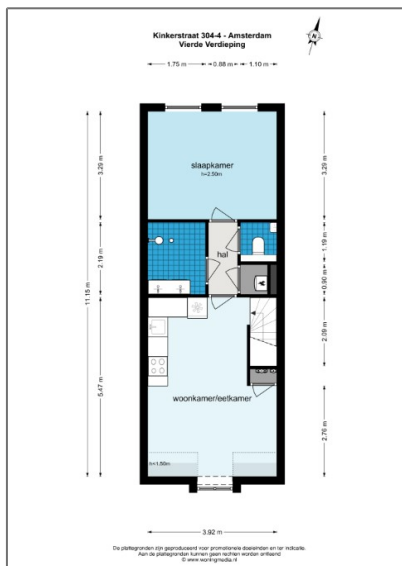 Kinkerstraat 304-4 - Amsterdam
Vierde Verdieping
1.75 m
0.88 m
1.10 m
slaapkamer
h=2.50m
3.29 m
3.29 m
11.15 m
2.19 m
hal
1.19 m
0.90 m
2.09 m
5.47 m
woonkamer/eetkamer
2.76 m
h<1.50m
3.92 m
De plattegronden zijn geproduceerd voor promotionele doeleinden en ter indicatie.
Aan de plattegronden kunnen geen rechten worden ontleend
© www.woningmedia.nl